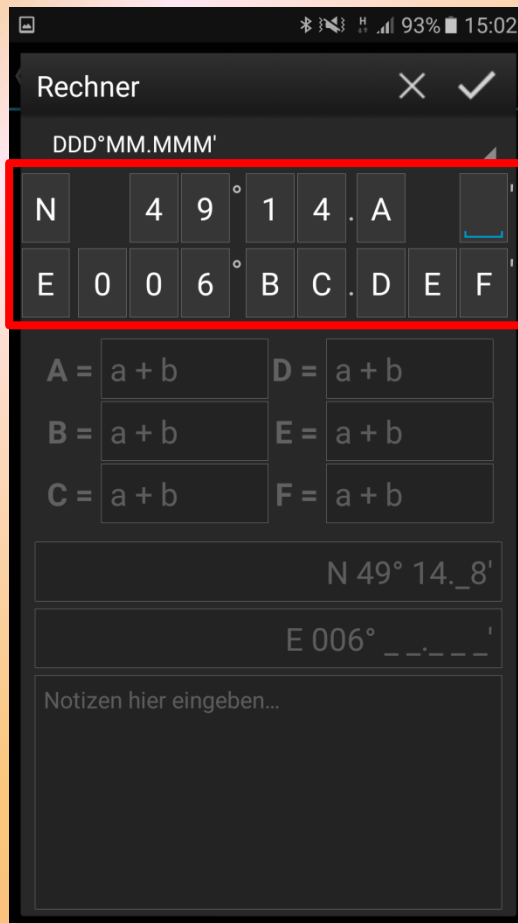 93% 15:02
Rechner
DDD°MM.MMM'
N 4 9 ° 1 4 . A '
E 0 0 6 ° B C . D E F '
A = a + b D = a + b
B = a + b E = a + b
C = a + b F = a + b
N 49° 14._8'
E 006° _ _._ _ _'
Notizen hier eingeben...